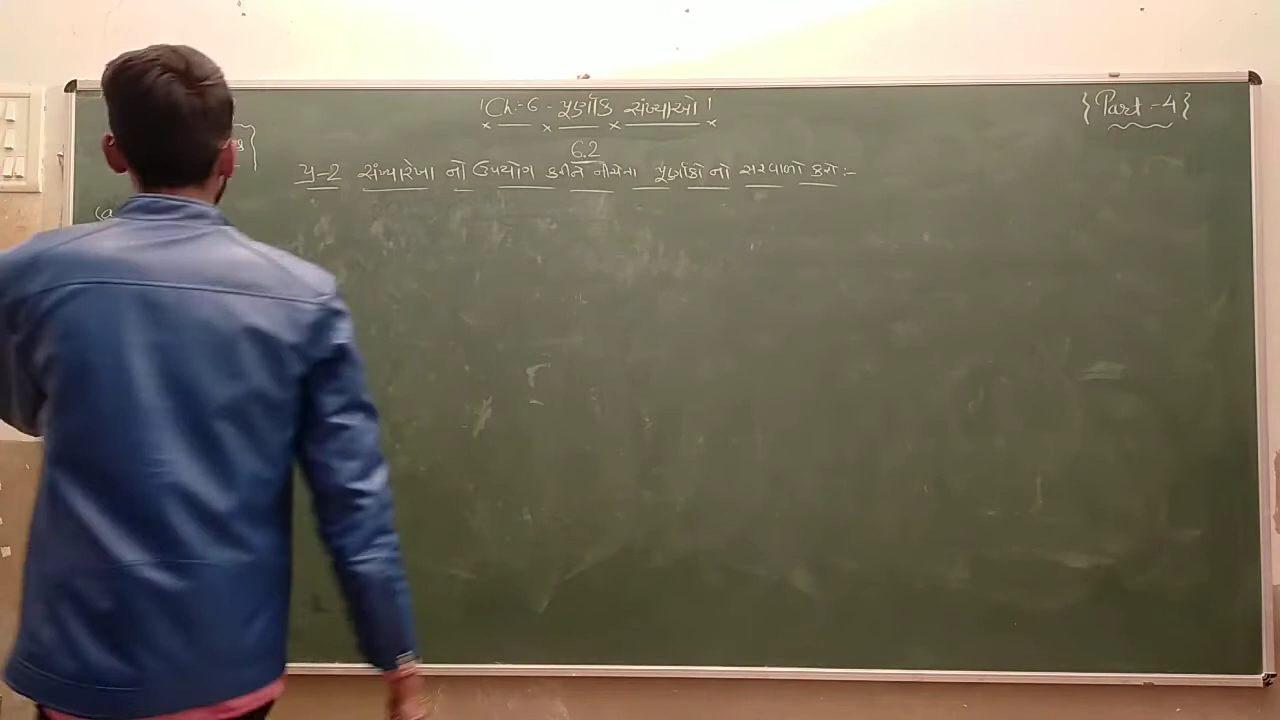 'Ch:-6 - પૂર્ણાંક સંખ્યાઓ'
{Part:-4}
6.2
પ્ર-2 સંખ્યારેખા નો ઉપયોગ કરીને નીચેના પૂર્ણાંકો નો સરવાળો કરો:-
(a